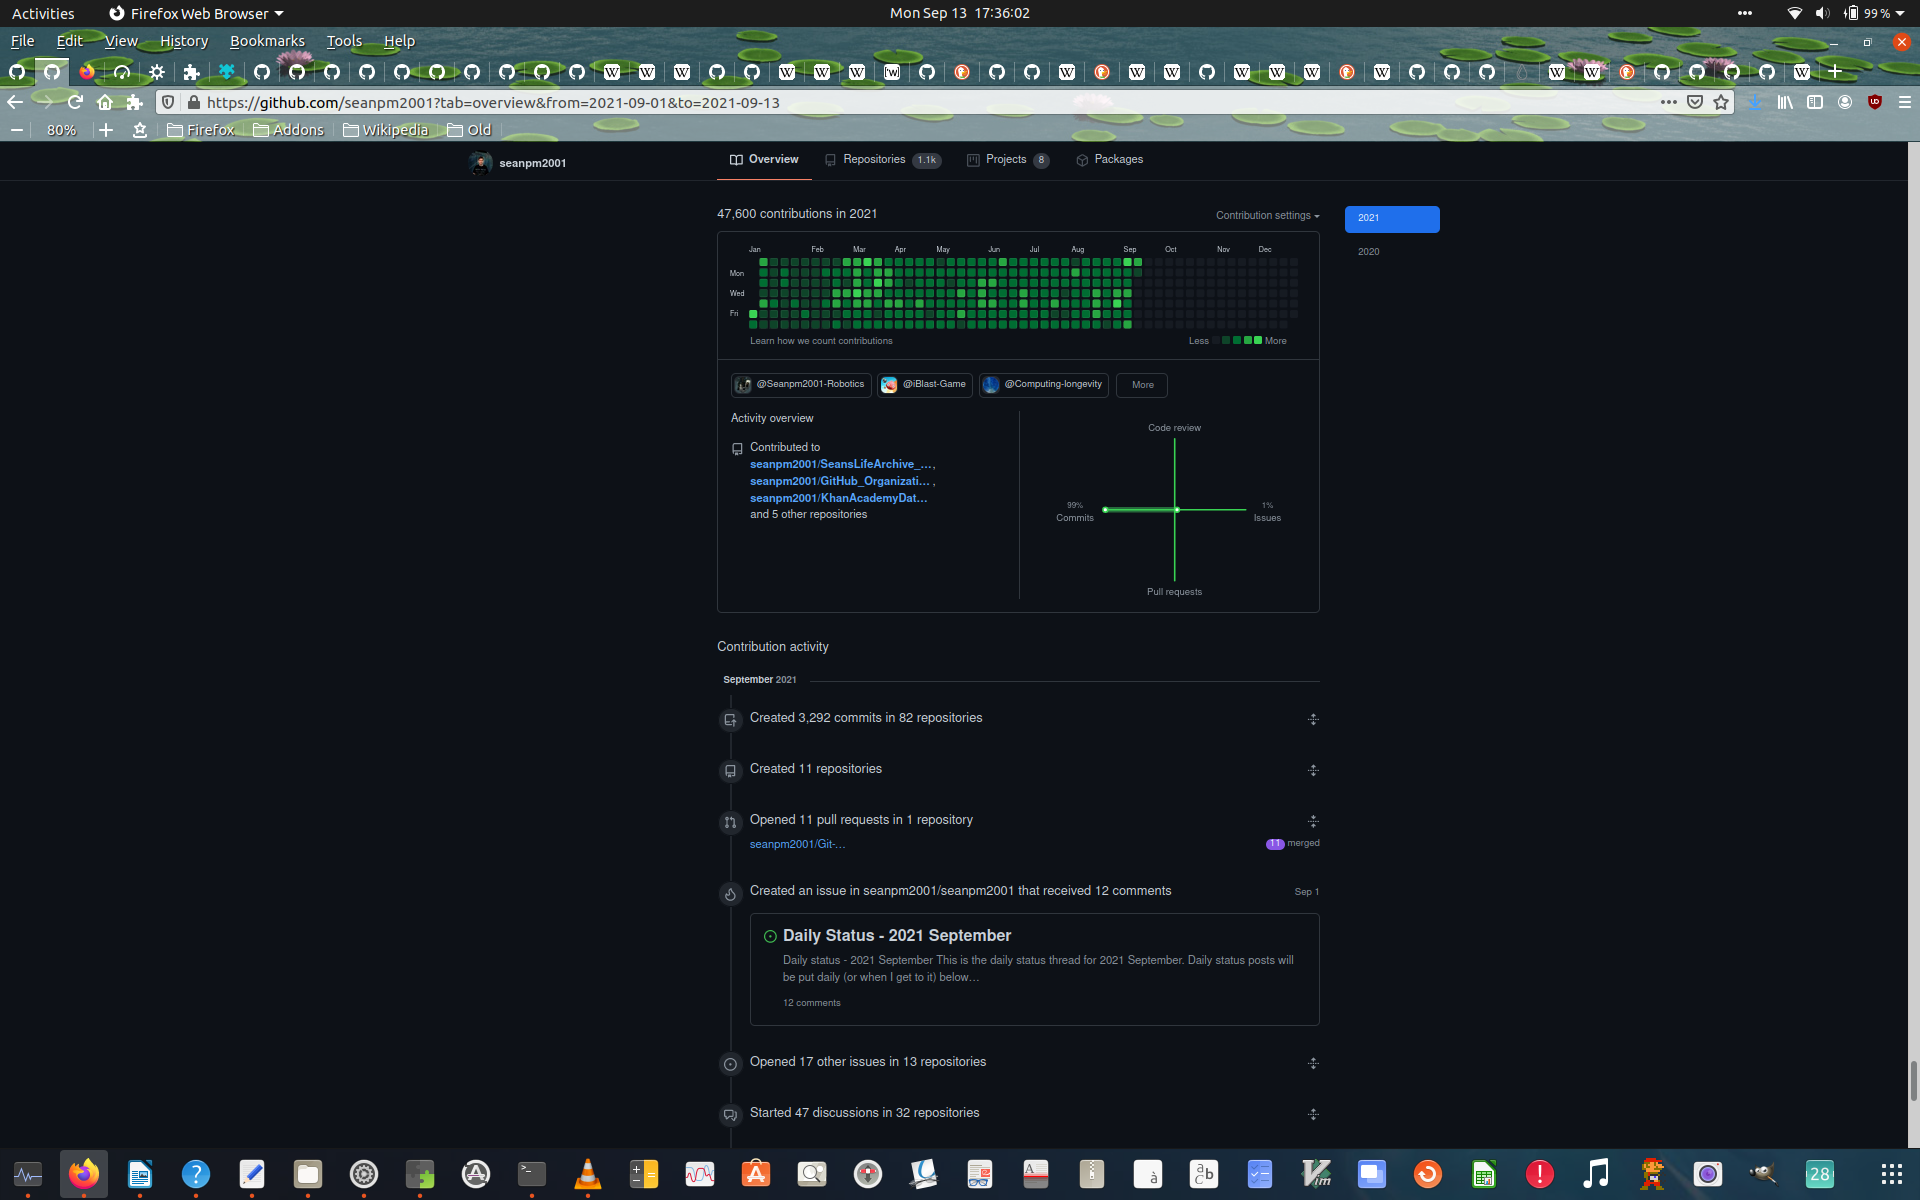 Activities
Firefox Web Browser
Mon Sep 13 17:36:02
99 %
File Edit View History Bookmarks Tools Help
https://github.com/seanpm2001?tab=overview&from=2021-09-01&to=2021-09-13
80%
Firefox
Addons
Wikipedia
Old
seanpm2001
Overview
Repositories 1.1k
Projects 8
Packages
47,600 contributions in 2021
Contribution settings
2021
2020
Jan Feb Mar Apr May Jun Jul Aug Sep Oct Nov Dec
Mon
Wed
Fri
Learn how we count contributions
Less
More
@Seanpm2001-Robotics
@iBlast-Game
@Computing-longevity
More
Activity overview
Contributed to
seanpm2001/SeansLifeArchive_...,
seanpm2001/GitHub_Organizati... ,
seanpm2001/KhanAcademyDat...
and 5 other repositories
Code review
99%
Commits
1%
Issues
Pull requests
Contribution activity
September 2021
Created 3,292 commits in 82 repositories
Created 11 repositories
Opened 11 pull requests in 1 repository
seanpm2001/Git-...
11 merged
Created an issue in seanpm2001/seanpm2001 that received 12 comments
Sep 1
Daily Status - 2021 September
Daily status - 2021 September This is the daily status thread for 2021 September. Daily status posts will
be put daily (or when I get to it) below...
12 comments
Opened 17 other issues in 13 repositories
Started 47 discussions in 32 repositories
28